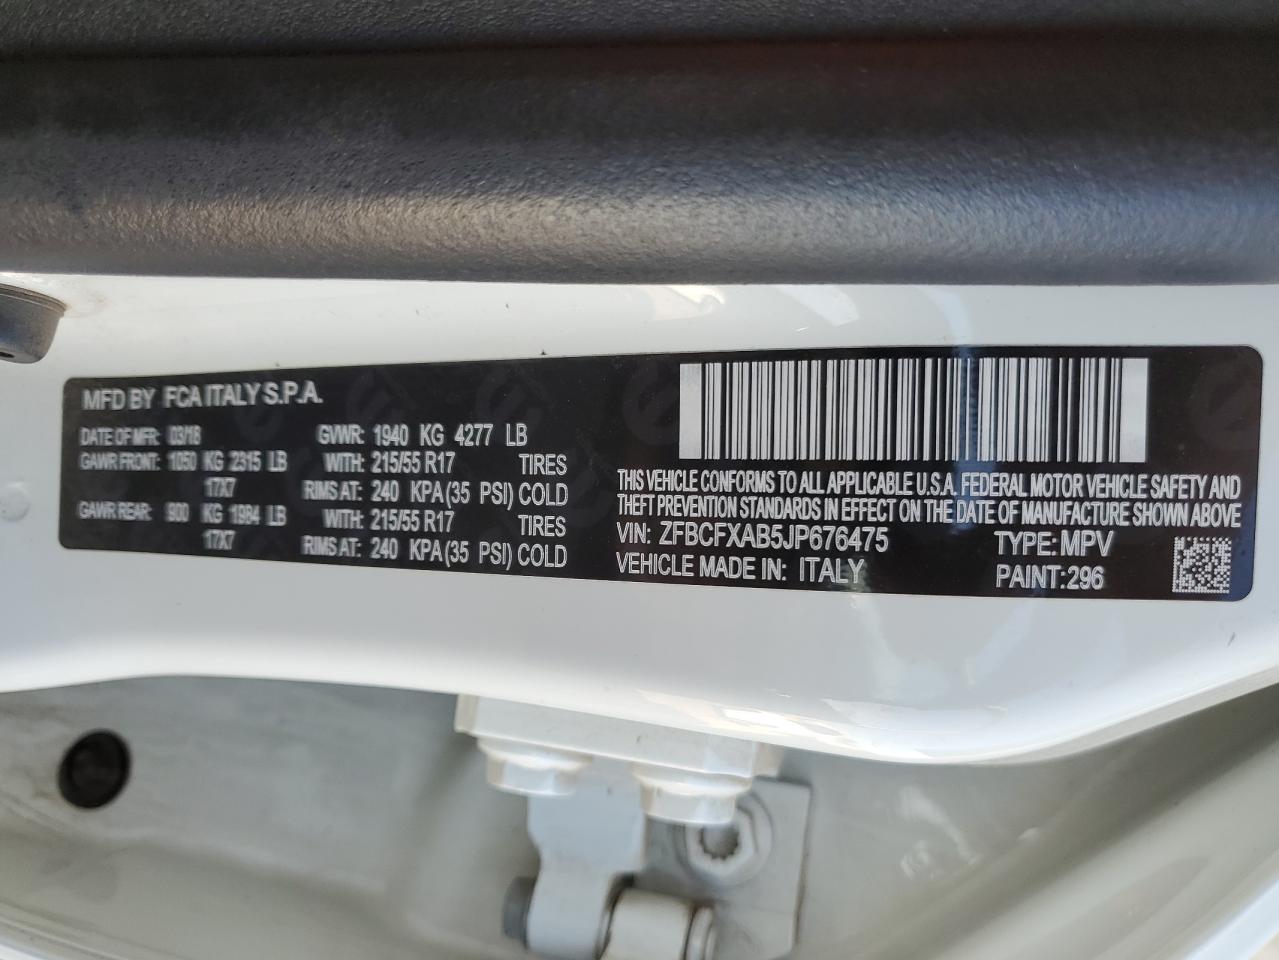 MFD BY FCA ITALY S.P.A.
DATE OF MFR: 03/18 GVWR: 1940 KG 4277 LB
GAWR FRONT: 1050 KG 2315 LB WITH: 215/55 R17 TIRES
17X7 RIMS AT: 240 KPA(35 PSI) COLD
GAWR REAR: 900 KG 1984 LB WITH: 215/55 R17 TIRES
17X7 RIMS AT: 240 KPA(35 PSI) COLD
THIS VEHICLE CONFORMS TO ALL APPLICABLE U.S.A. FEDERAL MOTOR VEHICLE SAFETY AND
THEFT PREVENTION STANDARDS IN EFFECT ON THE DATE OF MANUFACTURE SHOWN ABOVE
VIN: ZFBCFXAB5JP676475 TYPE: MPV
VEHICLE MADE IN: ITALY PAINT: 296